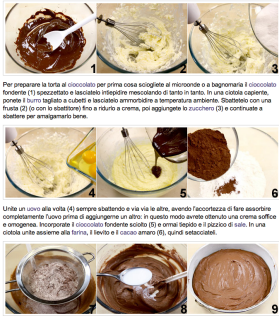 1 2 3
Per preparare la torta al cioccolato per prima cosa sciogliete al microonde o a bagnomaria il cioccolato
fondente (1) spezzettato e lasciatelo intiepidire mescolando di tanto in tanto. In una ciotola capiente,
ponete il burro tagliato a cubetti e lasciatelo ammorbidire a temperatura ambiente. Sbattetelo con una
frusta (2) (o con lo sbattitore) fino a ridurlo a crema, poi aggiungete lo zucchero (3) e continuate a
sbattere per amalgamarlo bene.
4 5 6
Unite un uovo alla volta (4) sempre sbattendo e via via le altre, avendo l'accortezza di fare assorbire
completamente l'uovo prima di aggiungerne un altro: in questo modo avrete ottenuto una crema soffice
e omogenea. Incorporate il cioccolato fondente sciolto (5) e ormai tiepido e il pizzico di sale. In una
ciotola unite assieme alla farina, il lievito e il cacao amaro (6), quindi setacciateli.
7 8 9